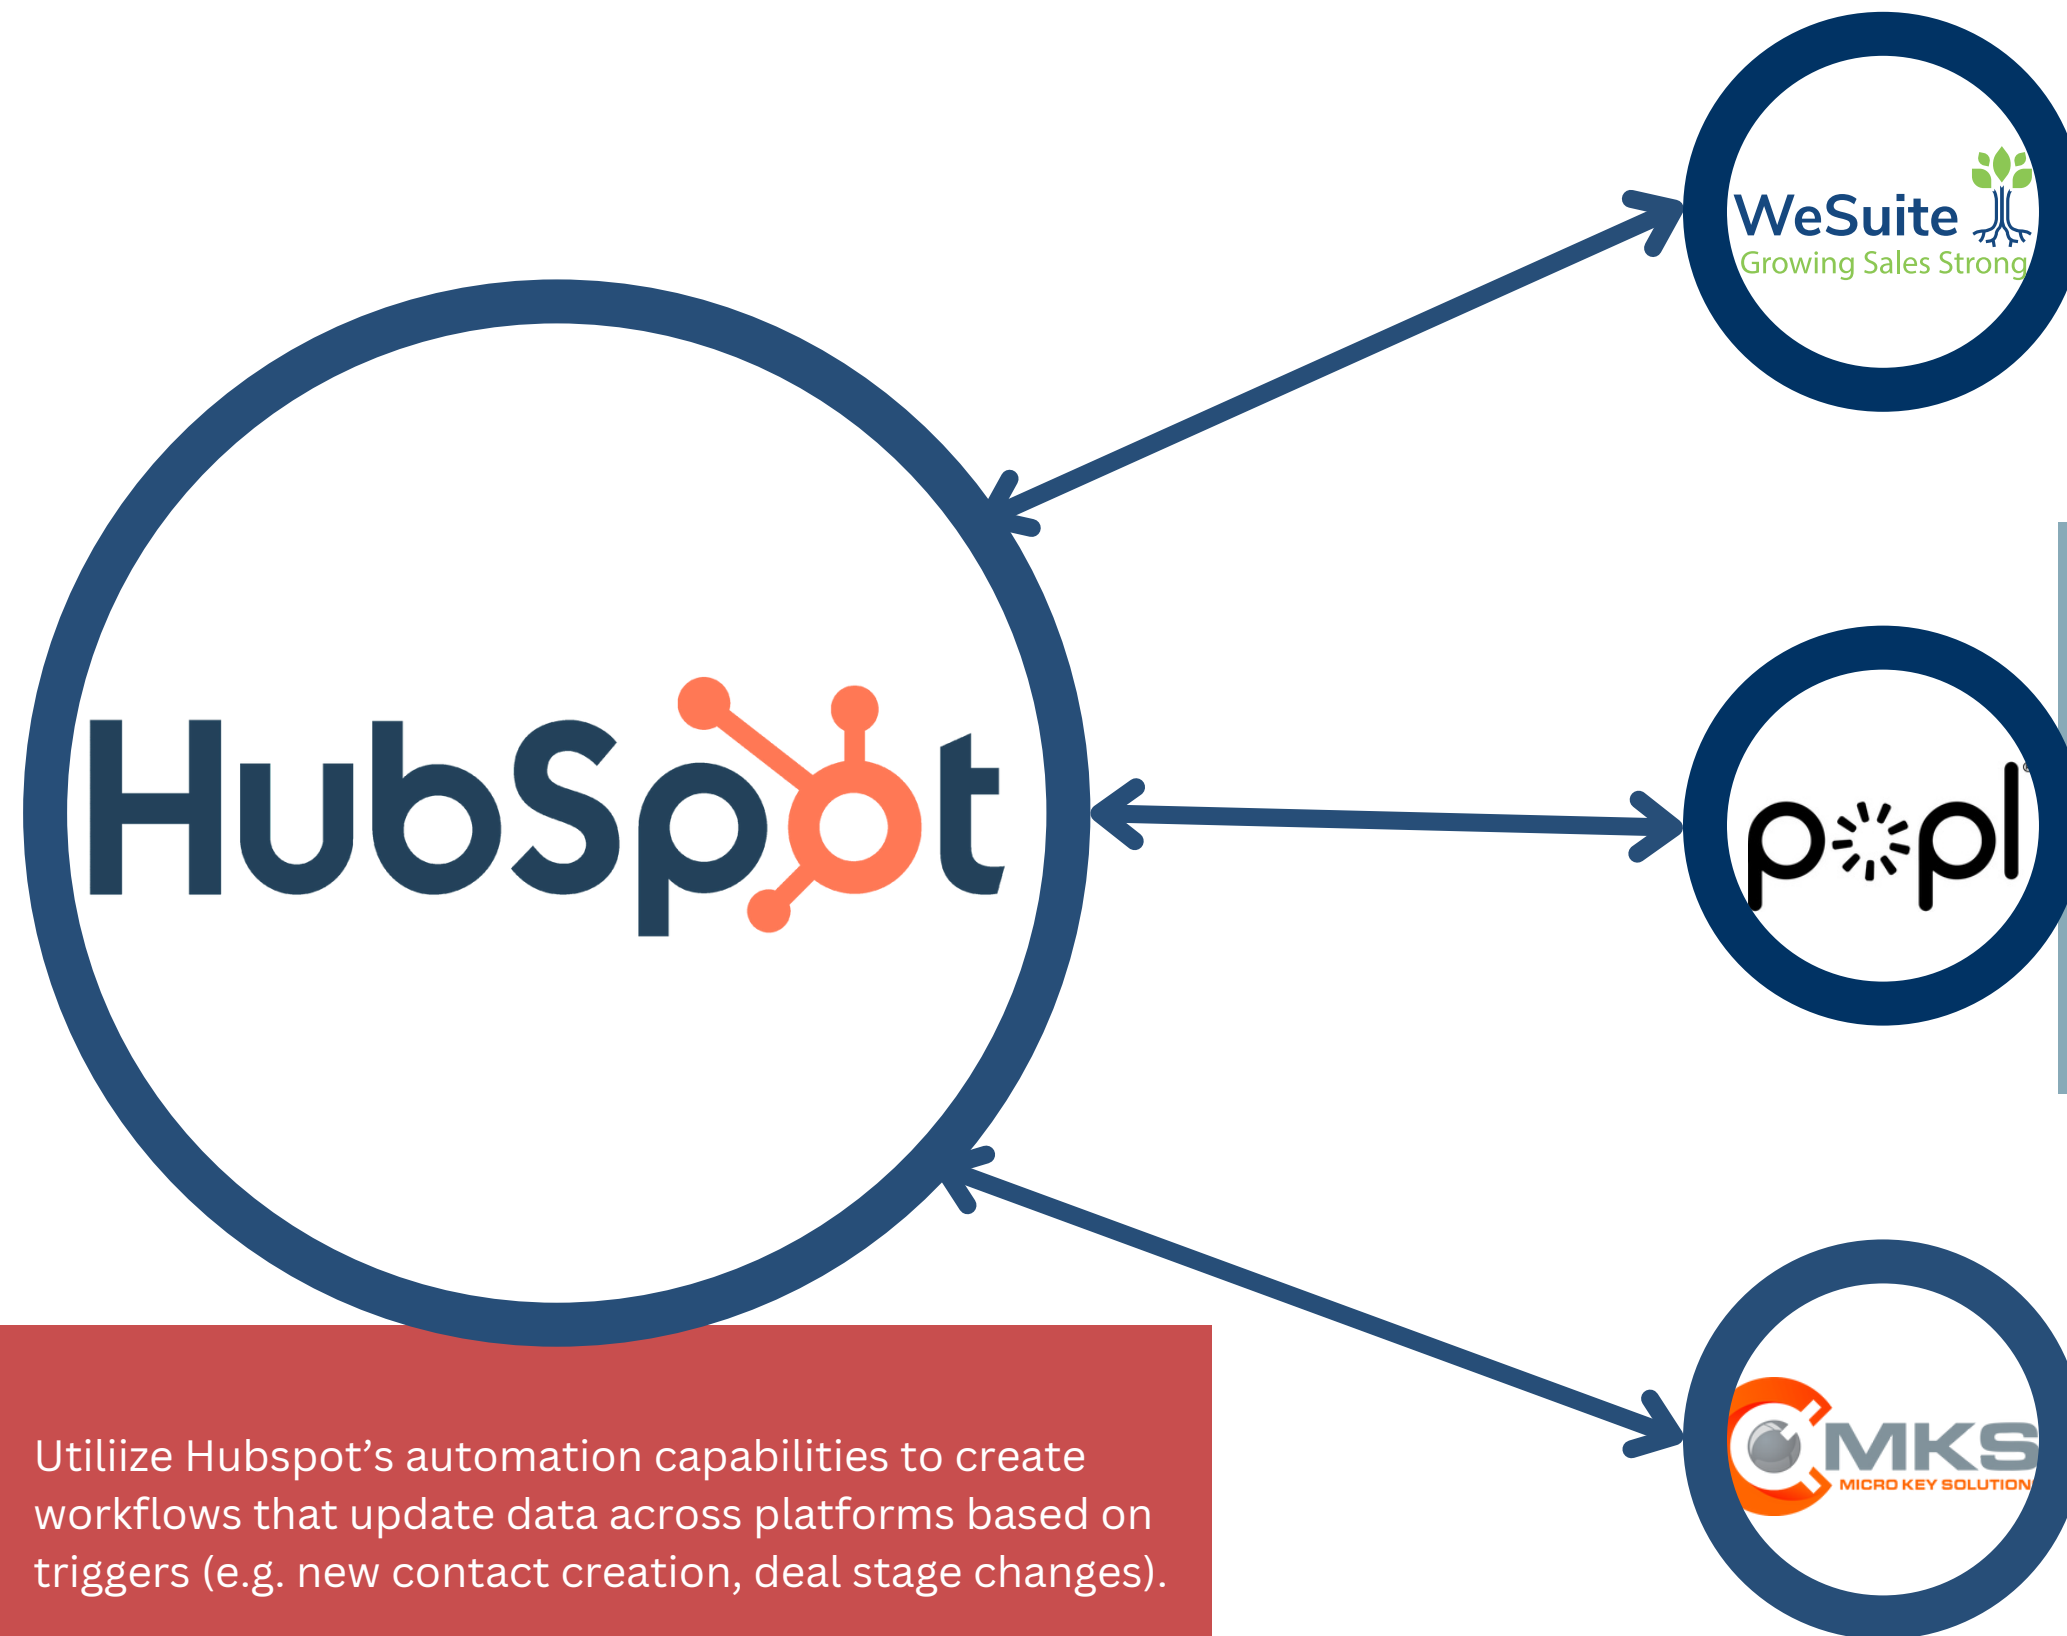 WeSuite
Growing Sales Strong
HubSpot
popl
MKS
MICRO KEY SOLUTION
Utiliize Hubspot’s automation capabilities to create
workflows that update data across platforms based on
triggers (e.g. new contact creation, deal stage changes).